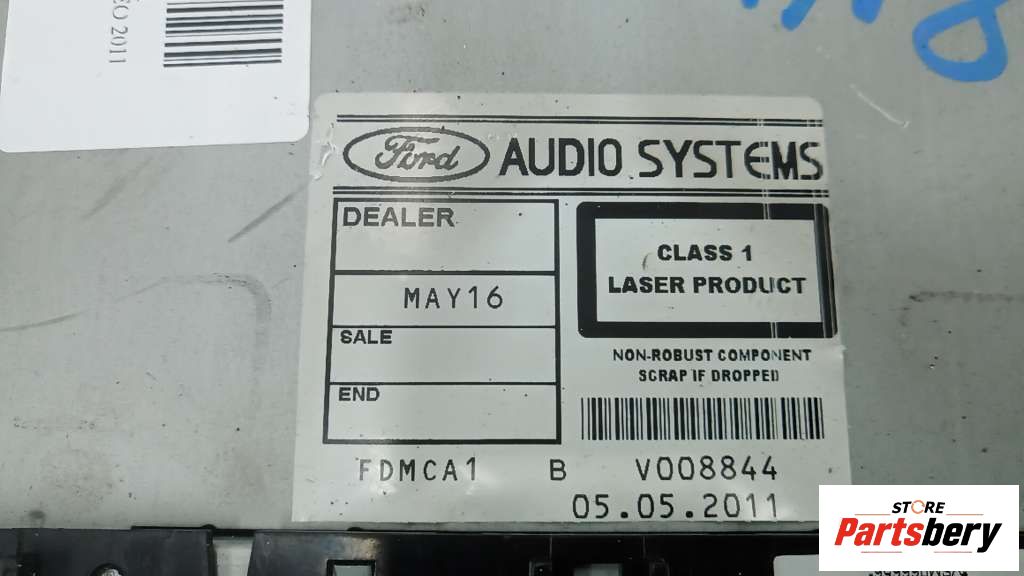 2011
Ford AUDIO SYSTEMS
DEALER
MAY16
SALE
END
CLASS 1
LASER PRODUCT
NON-ROBUST COMPONENT
SCRAP IF DROPPED
FDMCA1 B V008844
05.05.2011
STORE
Partsbery